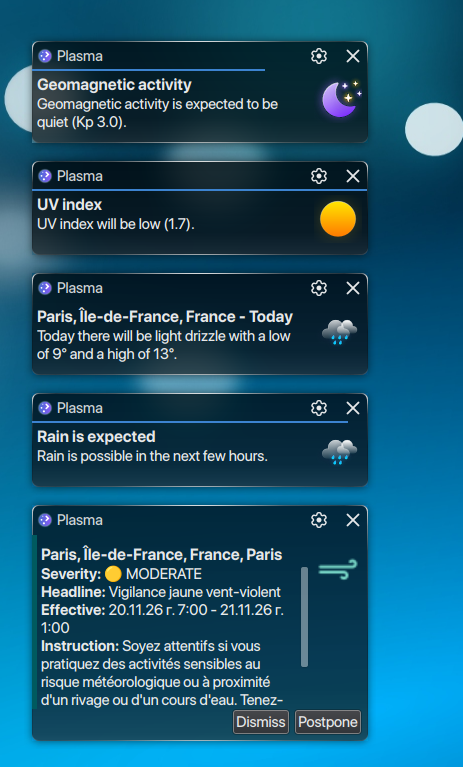 Plasma
Geomagnetic activity
Geomagnetic activity is expected to be
quiet (Kp 3.0).
Plasma
UV index
UV index will be low (1.7).
Plasma
Paris, Île-de-France, France - Today
Today there will be light drizzle with a low
of 9° and a high of 13°.
Plasma
Rain is expected
Rain is possible in the next few hours.
Plasma
Paris, Île-de-France, France, Paris
Severity: 🟡 MODERATE
Headline: Vigilance jaune vent-violent
Effective: 20.11.26 г. 7:00 - 21.11.26 г.
1:00
Instruction: Soyez attentifs si vous
pratiquez des activités sensibles au
risque météorologique ou à proximité
d'un rivage ou d'un cours d'eau. Tenez-
Dismiss Postpone